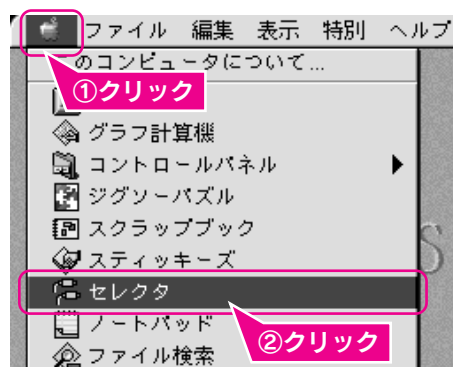 ファイル 編集 表示 特別 ヘルプ
のコンピュータについて...
①クリック
グラフ計算機
コントロールパネル
ジグソーパズル
スクラップブック
スティッキーズ
セレクタ
ノートパッド
②クリック
ファイル検索
S